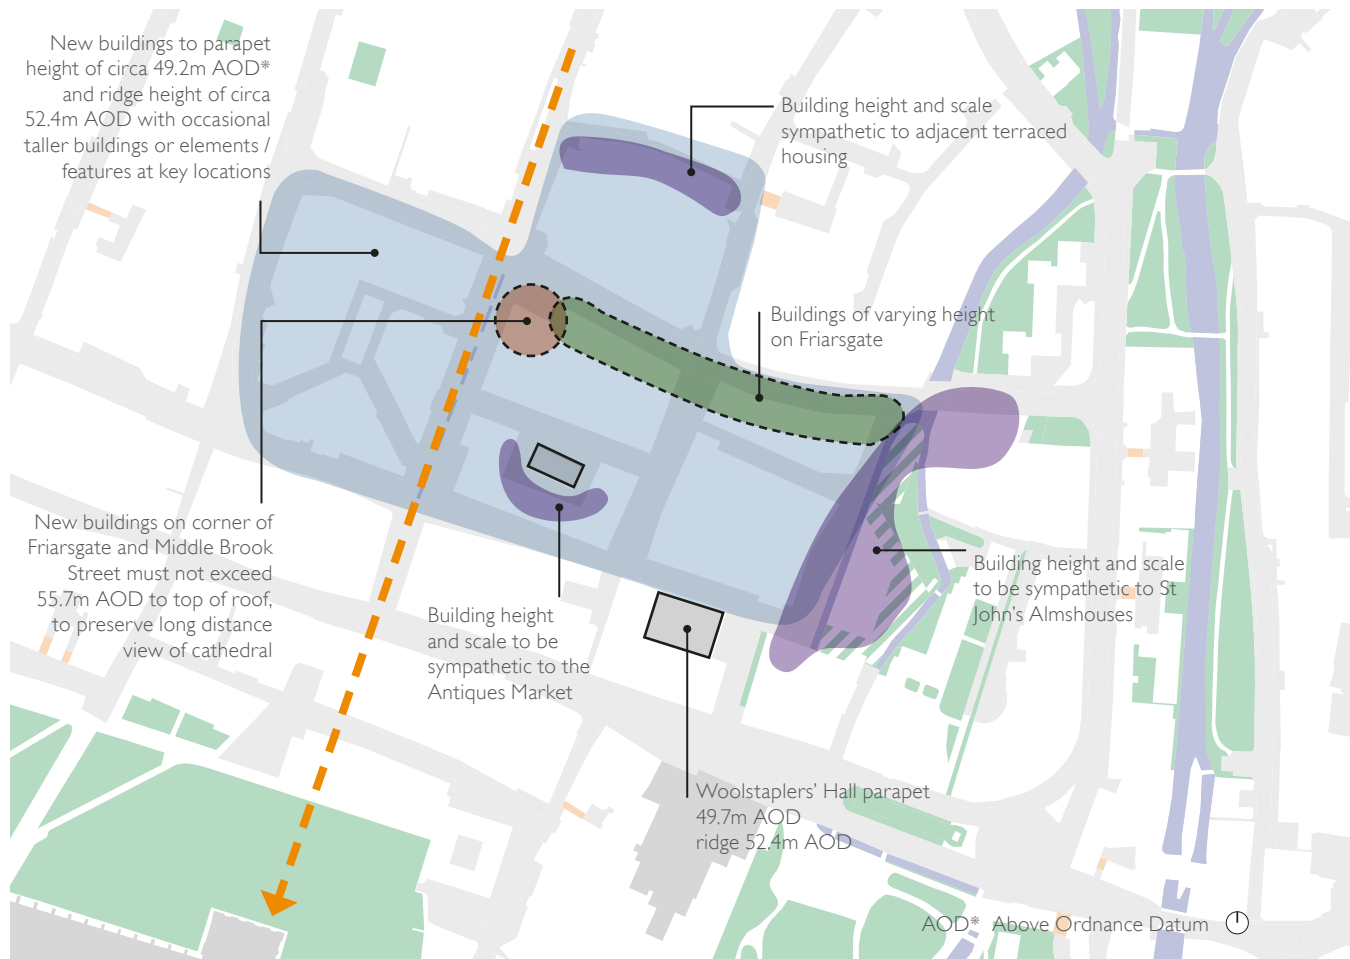 New buildings to parapet
height of circa 49.2m AOD*
and ridge height of circa
52.4m AOD with occasional
taller buildings or elements /
features at key locations
Building height and scale
sympathetic to adjacent terraced
housing
Buildings of varying height
on Friarsgate
New buildings on corner of
Friarsgate and Middle Brook
Street must not exceed
55.7m AOD to top of roof,
to preserve long distance
view of cathedral
Building height
and scale to be
sympathetic to the
Antiques Market
Building height and scale
to be sympathetic to St
John's Almshouses
Woolstaplers' Hall parapet
49.7m AOD
ridge 52.4m AOD
AOD* Above Ordnance Datum